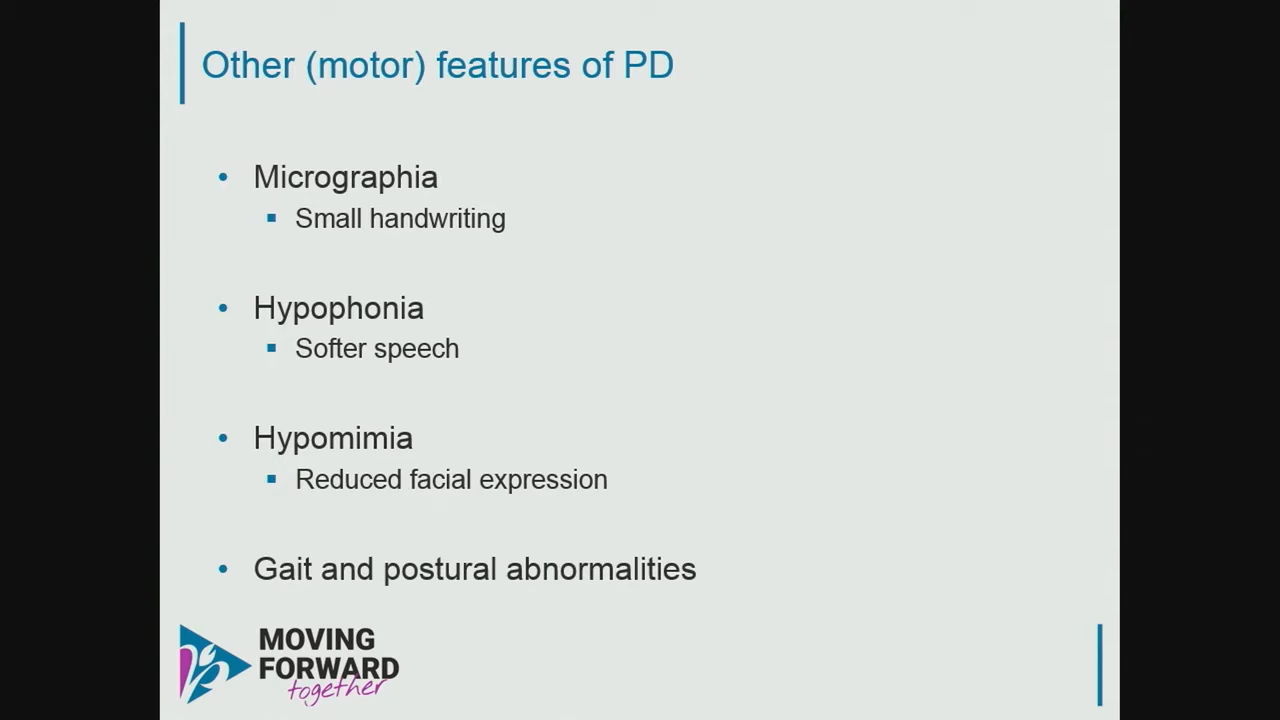 Other (motor) features of PD
• Micrographia
▪ Small handwriting
• Hypophonia
▪ Softer speech
• Hypomimia
▪ Reduced facial expression
• Gait and postural abnormalities
MOVING
FORWARD
together